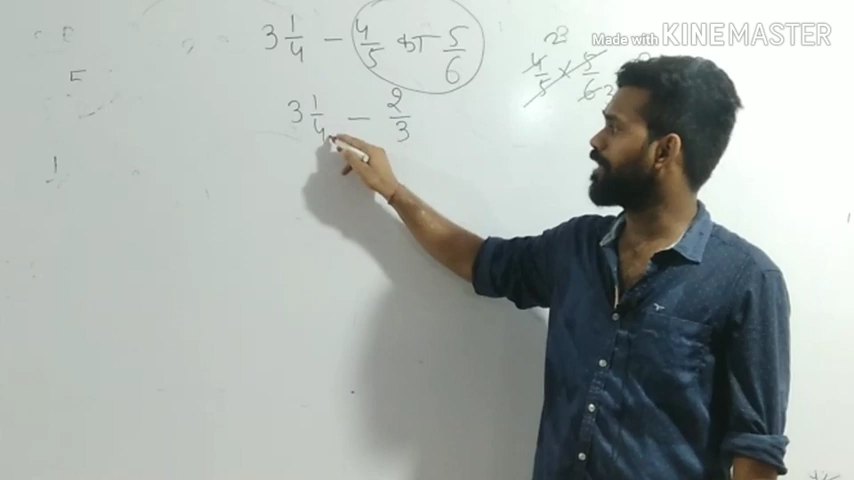 Made with KINEMASTER
3 1/4 - 4/5 का 5/6
4/5 × 5/6
3 1/4 - 2/3